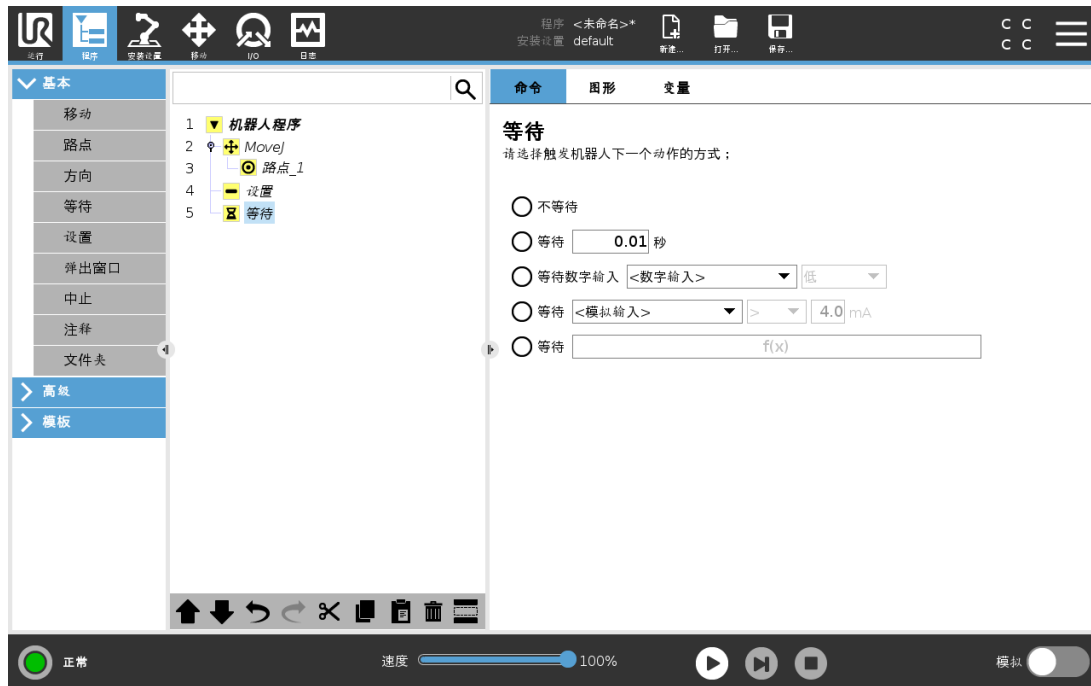 UR
运行 程序 安装设置 移动 I/O 日志
程序 <未命名>*
安装设置 default
新建... 打开... 保存...
C C
C C
基本
移动
路点
方向
等待
设置
弹出窗口
中止
注释
文件夹
高级
模板
1 机器人程序
2 MoveJ
3 路点_1
4 设置
5 等待
命令 图形 变量
等待
请选择触发机器人下一个动作的方式；
不等待
等待 0.01 秒
等待数字输入 <数字输入> 低
等待 <模拟输入> > 4.0 mA
等待 f(x)
正常
速度 100%
模拟